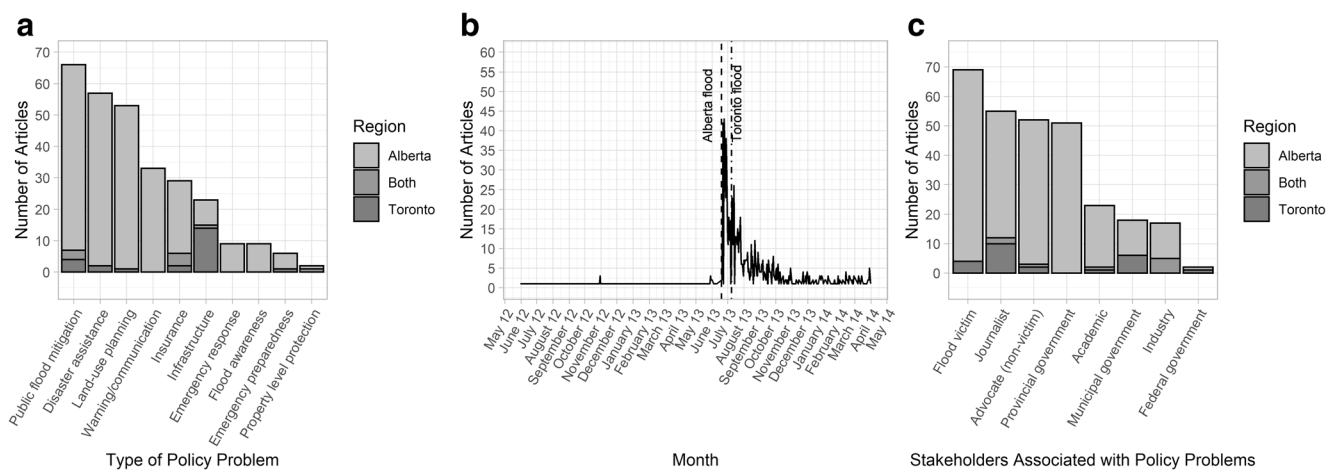 a
Number of Articles
70
60
50
40
30
20
10
0
Public flood mitigation
Disaster assistance
Land-use planning
Warning/communication
Insurance
Infrastructure
Emergency response
Flood awareness
Emergency preparedness
Property level protection
Type of Policy Problem
Region
Alberta
Both
Toronto
b
Number of Articles
60
55
50
45
40
35
30
25
20
15
10
5
0
Alberta flood
Toronto flood
May 12
June 12
July 12
August 12
September 12
October 12
November 12
December 12
January 13
February 13
March 13
April 13
May 13
June 13
July 13
August 13
September 13
October 13
November 13
December 13
January 14
February 14
March 14
April 14
May 14
Month
c
Number of Articles
70
60
50
40
30
20
10
0
Flood victim
Journalist
Advocate (non-victim)
Provincial government
Academic
Municipal government
Industry
Federal government
Stakeholders Associated with Policy Problems
Region
Alberta
Both
Toronto